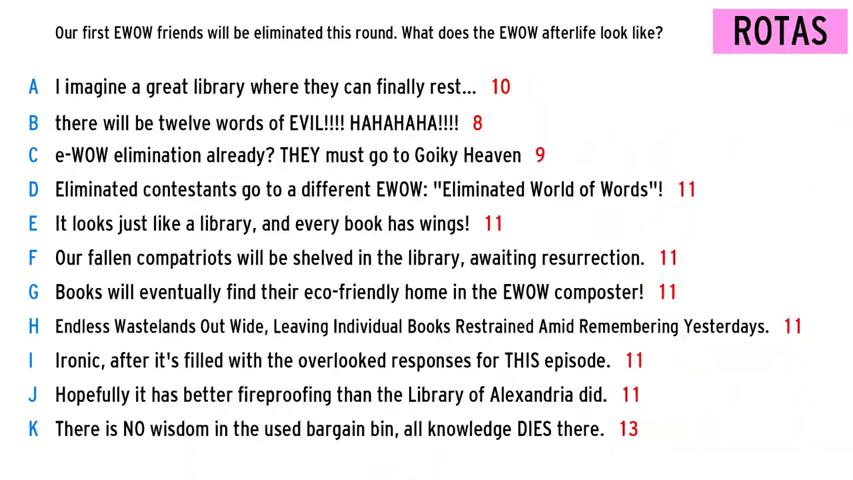 Our first EWOW friends will be eliminated this round. What does the EWOW afterlife look like?
ROTAS
A I imagine a great library where they can finally rest... 10
B there will be twelve words of EVIL!!!! HAHAHAHA!!!! 8
C e-WOW elimination already? THEY must go to Goiky Heaven 9
D Eliminated contestants go to a different EWOW: "Eliminated World of Words"! 11
E It looks just like a library, and every book has wings! 11
F Our fallen compatriots will be shelved in the library, awaiting resurrection. 11
G Books will eventually find their eco-friendly home in the EWOW composter! 11
H Endless Wastelands Out Wide, Leaving Individual Books Restrained Amid Remembering Yesterdays. 11
I Ironic, after it's filled with the overlooked responses for THIS episode. 11
J Hopefully it has better fireproofing than the Library of Alexandria did. 11
K There is NO wisdom in the used bargain bin, all knowledge DIES there. 13